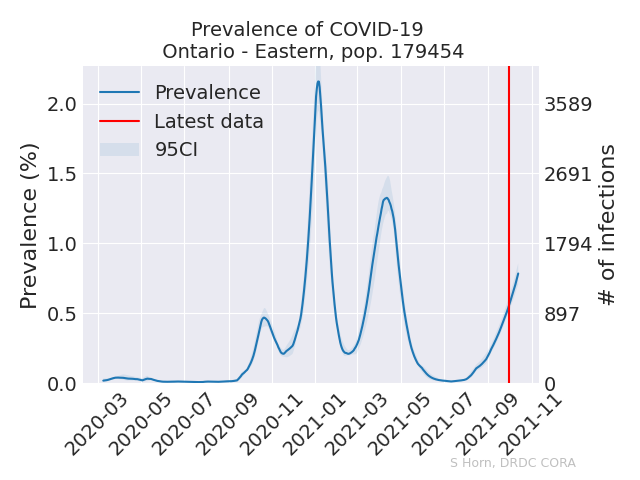 Prevalence of COVID-19
Ontario - Eastern, pop. 179454
Prevalence (%)
2.0
1.5
1.0
0.5
0.0
Prevalence
Latest data
95CI
3589
2691
1794
897
0
# of infections
2020-03
2020-05
2020-07
2020-09
2020-11
2021-01
2021-03
2021-05
2021-07
2021-09
2021-11
S Horn, DRDC CORA